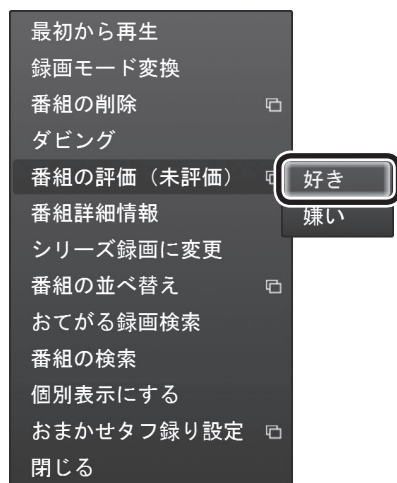 最初から再生
録画モード変換
番組の削除
ダビング
番組の評価（未評価）
好き
番組詳細情報
嫌い
シリーズ録画に変更
番組の並べ替え
おてがる録画検索
番組の検索
個別表示にする
おまかせタフ録り設定
閉じる